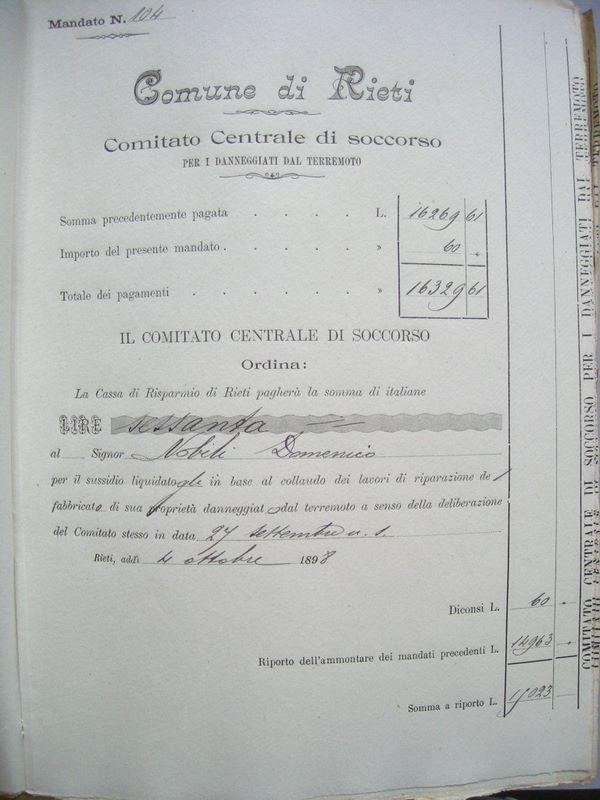 Mandato N. 104
Comune di Rieti
Comitato Centrale di soccorso
PER I DANNEGGIATI DAL TERREMOTO
Somma precedentemente pagata . . . . L. 16269 61
Importo del presente mandato . . . . » 60 .
Totale dei pagamenti . . . . . » 16329 61
IL COMITATO CENTRALE DI SOCCORSO
Ordina:
La Cassa di Risparmio di Rieti pagherà la somma di italiane
LIRE sessanta
al Signor Nobili Domenico
per il sussidio liquidatogli in base al collaudo dei lavori di riparazione del
fabbricato di sua proprietà danneggiato dal terremoto a senso della deliberazione
del Comitato stesso in data 27 settembre u. s.
Rieti, addì 4 ottobre 1898
Diconsi L. 60 .
Riporto dell'ammontare dei mandati precedenti L. 14963 .
Somma a riporto L. 15023
COMITATO CENTRALE DI SOCCORSO PER I DANNEGGIATI DAL TERREMOTO